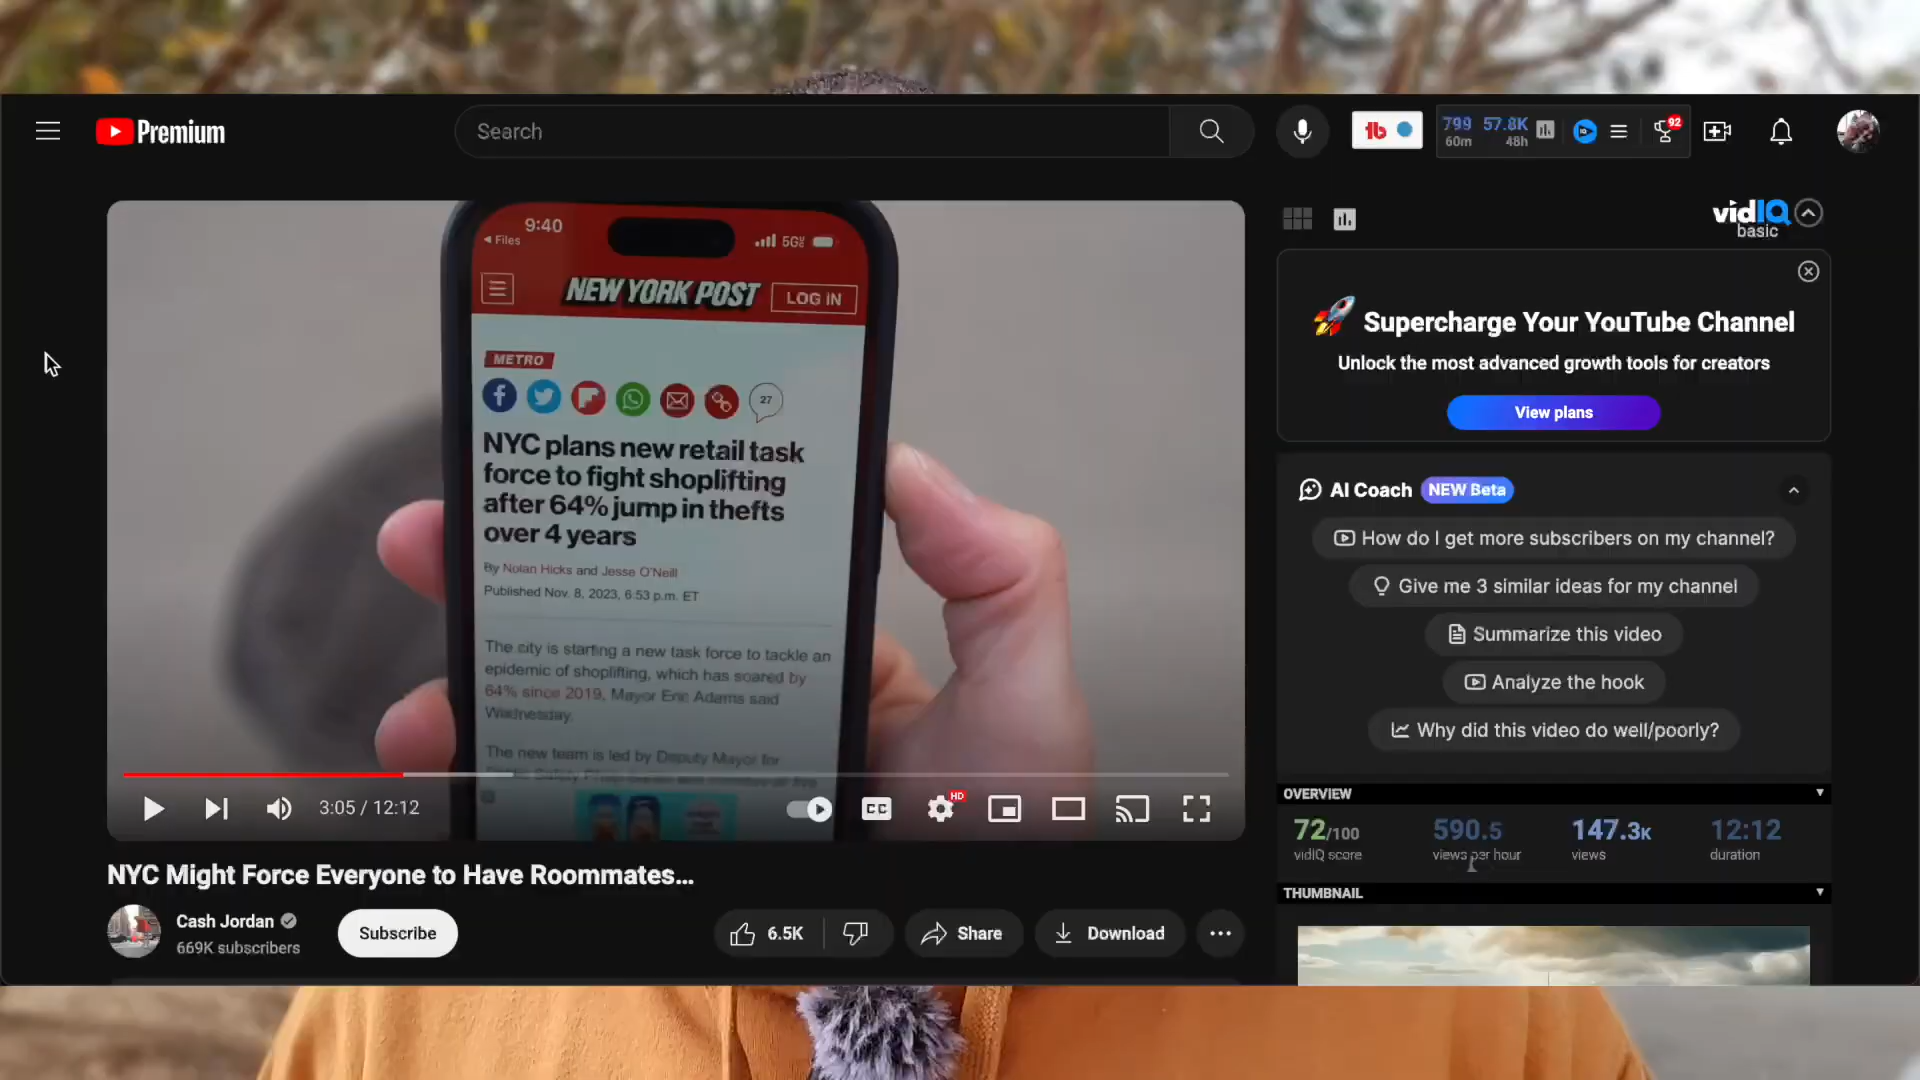 Premium
Search
799
60m
57.8K
48h
92
9:40
Files
5G
NEW YORK POST
LOG IN
METRO
27
NYC plans new retail task
force to fight shoplifting
after 64% jump in thefts
over 4 years
By Nolan Hicks and Jesse O'Neill
Published Nov. 8, 2023, 6:53 p.m. ET
The city is starting a new task force to tackle an
epidemic of shoplifting, which has soared by
64% since 2019, Mayor Eric Adams said
Wednesday.
The new team is led by Deputy Mayor for
3:05 / 12:12
CC
HD
NYC Might Force Everyone to Have Roommates...
Cash Jordan
669K subscribers
Subscribe
6.5K
Share
Download
vidIQ
basic
Supercharge Your YouTube Channel
Unlock the most advanced growth tools for creators
View plans
AI Coach NEW Beta
How do I get more subscribers on my channel?
Give me 3 similar ideas for my channel
Summarize this video
Analyze the hook
Why did this video do well/poorly?
OVERVIEW
72/100
vidIQ score
590.5
views per hour
147.3K
views
12:12
duration
THUMBNAIL